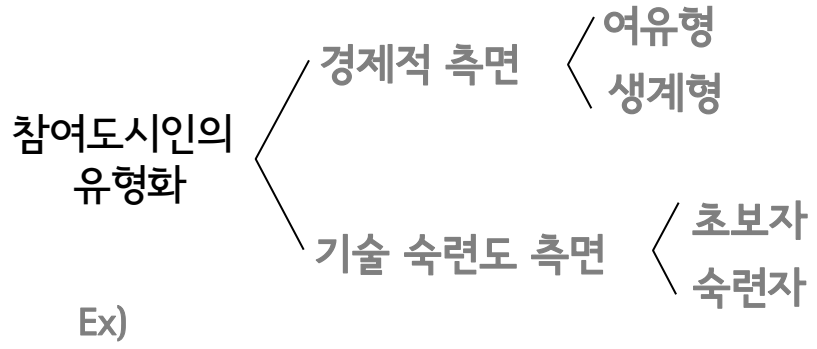 참여도시인의
유형화
경제적 측면
여유형
생계형
기술 숙련도 측면
초보자
숙련자
Ex)